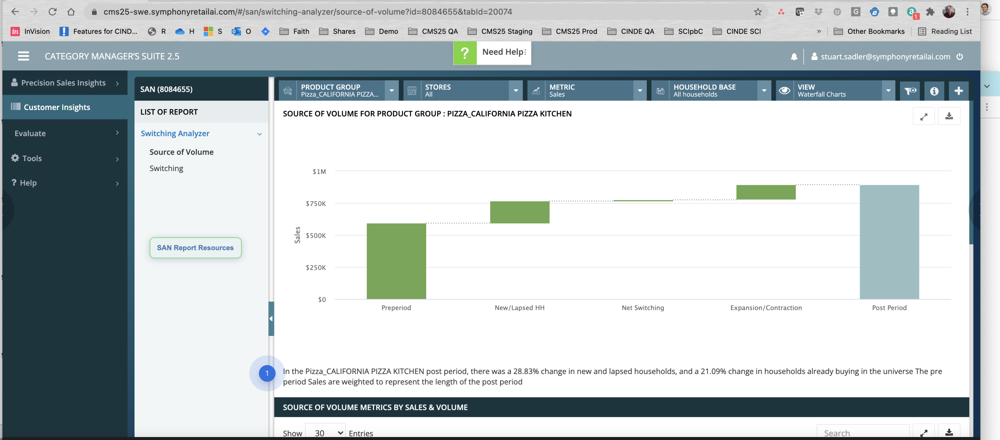 cms25-swe.symphonyretailai.com/#/san/switching-analyzer/source-of-volume?id=8084655&tabId=20074
1
in InVision
Features for CIND...
R
H
S
O
Faith
Shares
Demo
CMS25 QA
CMS25 Staging
CMS25 Prod
CINDE QA
SCIpbC
CINDE SCI
»
Other Bookmarks
Reading List
CATEGORY MANAGER'S SUITE 2.5
? Need Help
stuart.sadler@symphonyretailai.com
Precision Sales Insights
Customer Insights
Evaluate
Tools
? Help
SAN (8084655)
LIST OF REPORT
Switching Analyzer
Source of Volume
Switching
SAN Report Resources
PRODUCT GROUP
Pizza_CALIFORNIA PIZZA...
STORES
All
METRIC
Sales
HOUSEHOLD BASE
All households
VIEW
Waterfall Charts
SOURCE OF VOLUME FOR PRODUCT GROUP : PIZZA_CALIFORNIA PIZZA KITCHEN
$1M
$750K
$500K
$250K
$0
Sales
Preperiod
New/Lapsed HH
Net Switching
Expansion/Contraction
Post Period
1
In the Pizza_CALIFORNIA PIZZA KITCHEN post period, there was a 28.83% change in new and lapsed households, and a 21.09% change in households already buying in the universe The pre
period Sales are weighted to represent the length of the post period
SOURCE OF VOLUME METRICS BY SALES & VOLUME
Show 30 Entries
Search